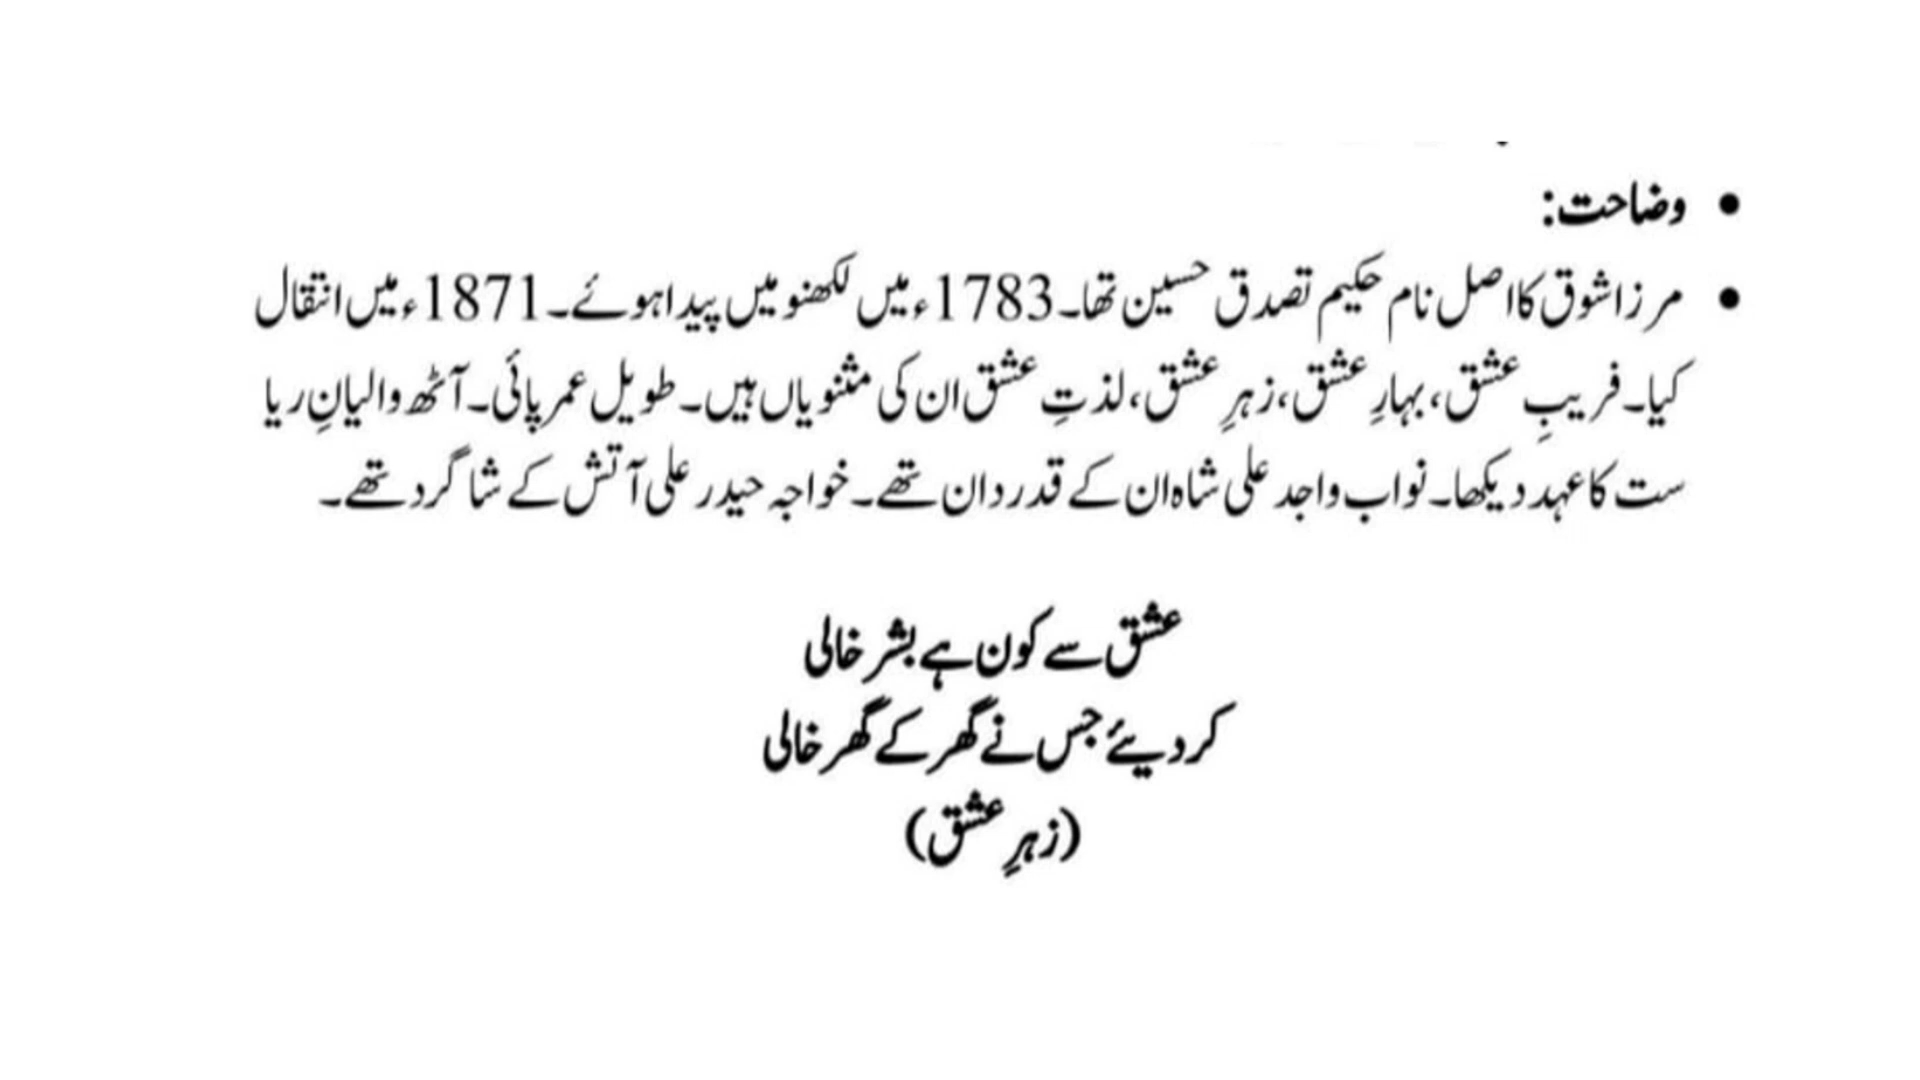 • وضاحت:
• مرزا شوق کا اصل نام حکیم تصدق حسین تھا۔ 1783ء میں لکھنو میں پیدا ہوئے۔ 1871ء میں انتقال
کیا۔ فریبِ عشق، بہارِ عشق، زہرِ عشق، لذتِ عشق ان کی مثنویاں ہیں۔ طویل عمر پائی۔ آٹھ والیانِ ریا
ست کا عہد دیکھا۔ نواب واجد علی شاہ ان کے قدردان تھے۔ خواجہ حیدر علی آتش کے شاگرد تھے۔
عشق سے کون ہے بشر خالی
کر دیئے جس نے گھر کے گھر خالی
(زہرِ عشق)